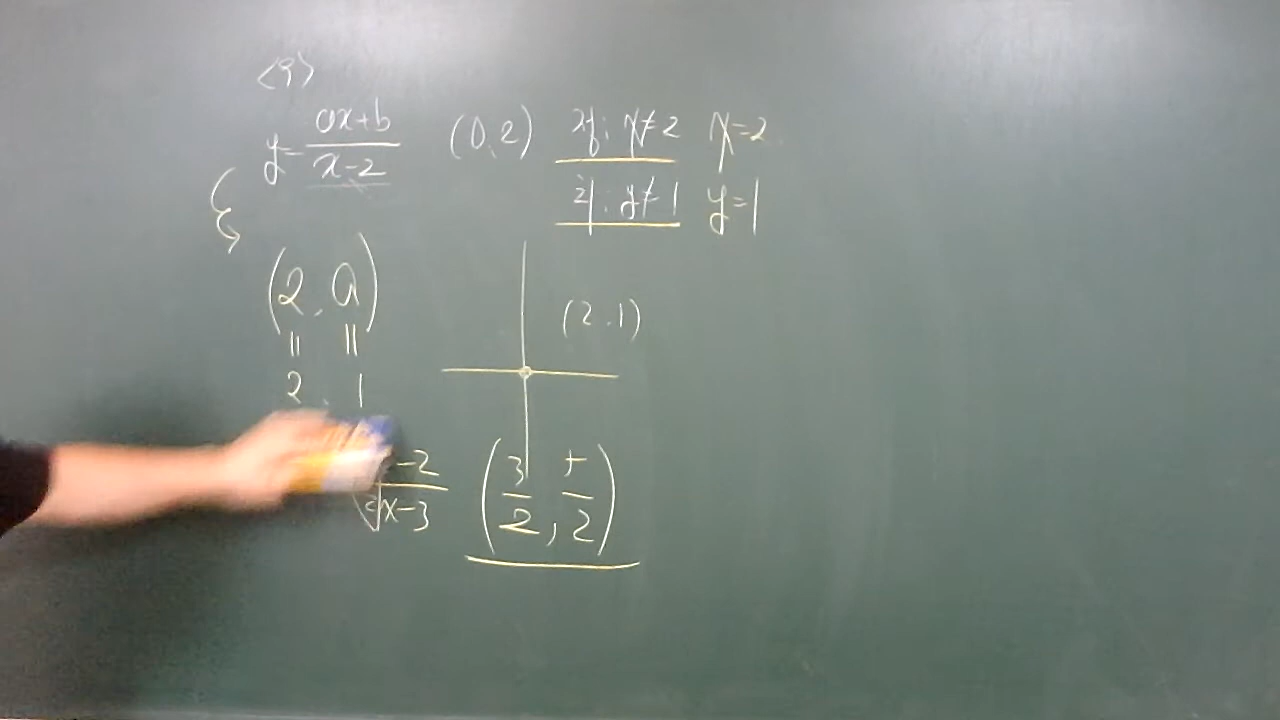 <9>
y = (ax+b)/(x-2) (0,2) 정: x≠2 x=2
치: y≠1 y=1
(2, a)
|| ||
2, 1
(2, 1)
-2
x-3
(3/2, 5/2)